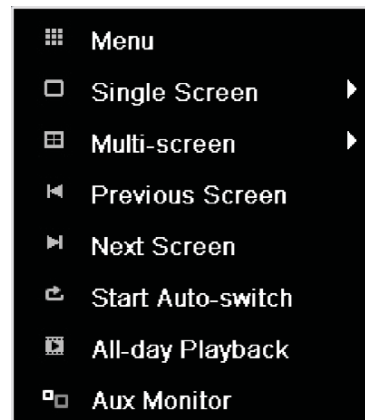 Menu
Single Screen
Multi-screen
Previous Screen
Next Screen
Start Auto-switch
All-day Playback
Aux Monitor